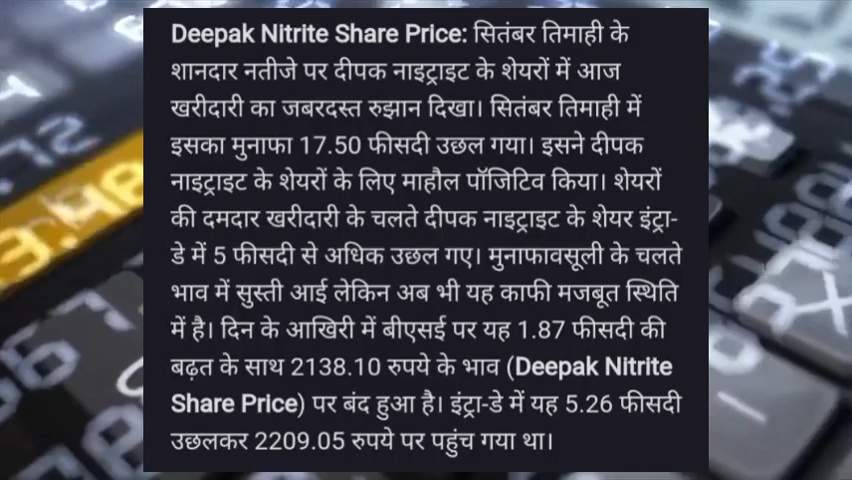 Deepak Nitrite Share Price: सितंबर तिमाही के
शानदार नतीजे पर दीपक नाइट्राइट के शेयरों में आज
खरीदारी का जबरदस्त रुझान दिखा। सितंबर तिमाही में
इसका मुनाफा 17.50 फीसदी उछल गया। इसने दीपक
नाइट्राइट के शेयरों के लिए माहौल पॉजिटिव किया। शेयरों
की दमदार खरीदारी के चलते दीपक नाइट्राइट के शेयर इंट्रा-
डे में 5 फीसदी से अधिक उछल गए। मुनाफावसूली के चलते
भाव में सुस्ती आई लेकिन अब भी यह काफी मजबूत स्थिति
में है। दिन के आखिरी में बीएसई पर यह 1.87 फीसदी की
बढ़त के साथ 2138.10 रुपये के भाव (Deepak Nitrite
Share Price) पर बंद हुआ है। इंट्रा-डे में यह 5.26 फीसदी
उछलकर 2209.05 रुपये पर पहुंच गया था।